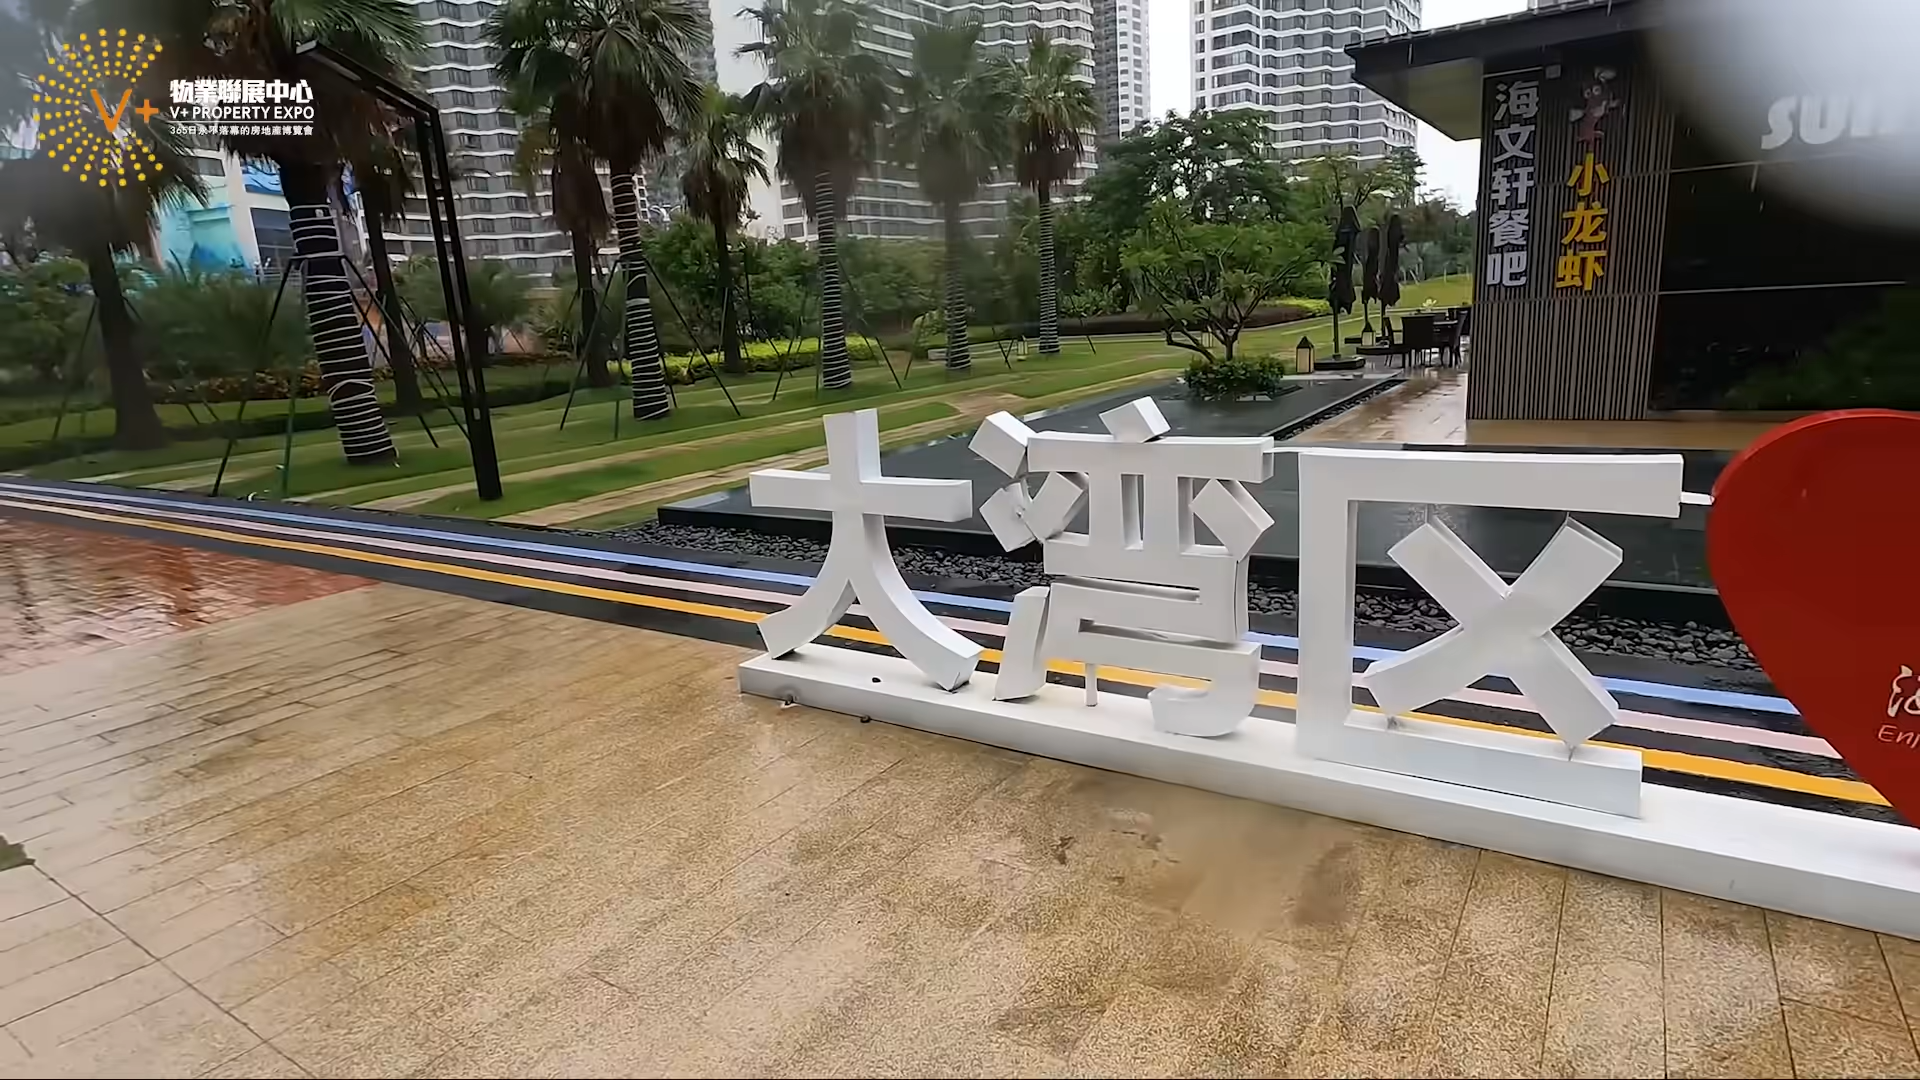 物業聯展中心
V+ PROPERTY EXPO
365日永不落幕的房地產博覽會
V+
海文轩餐吧
小龙虾
大湾区